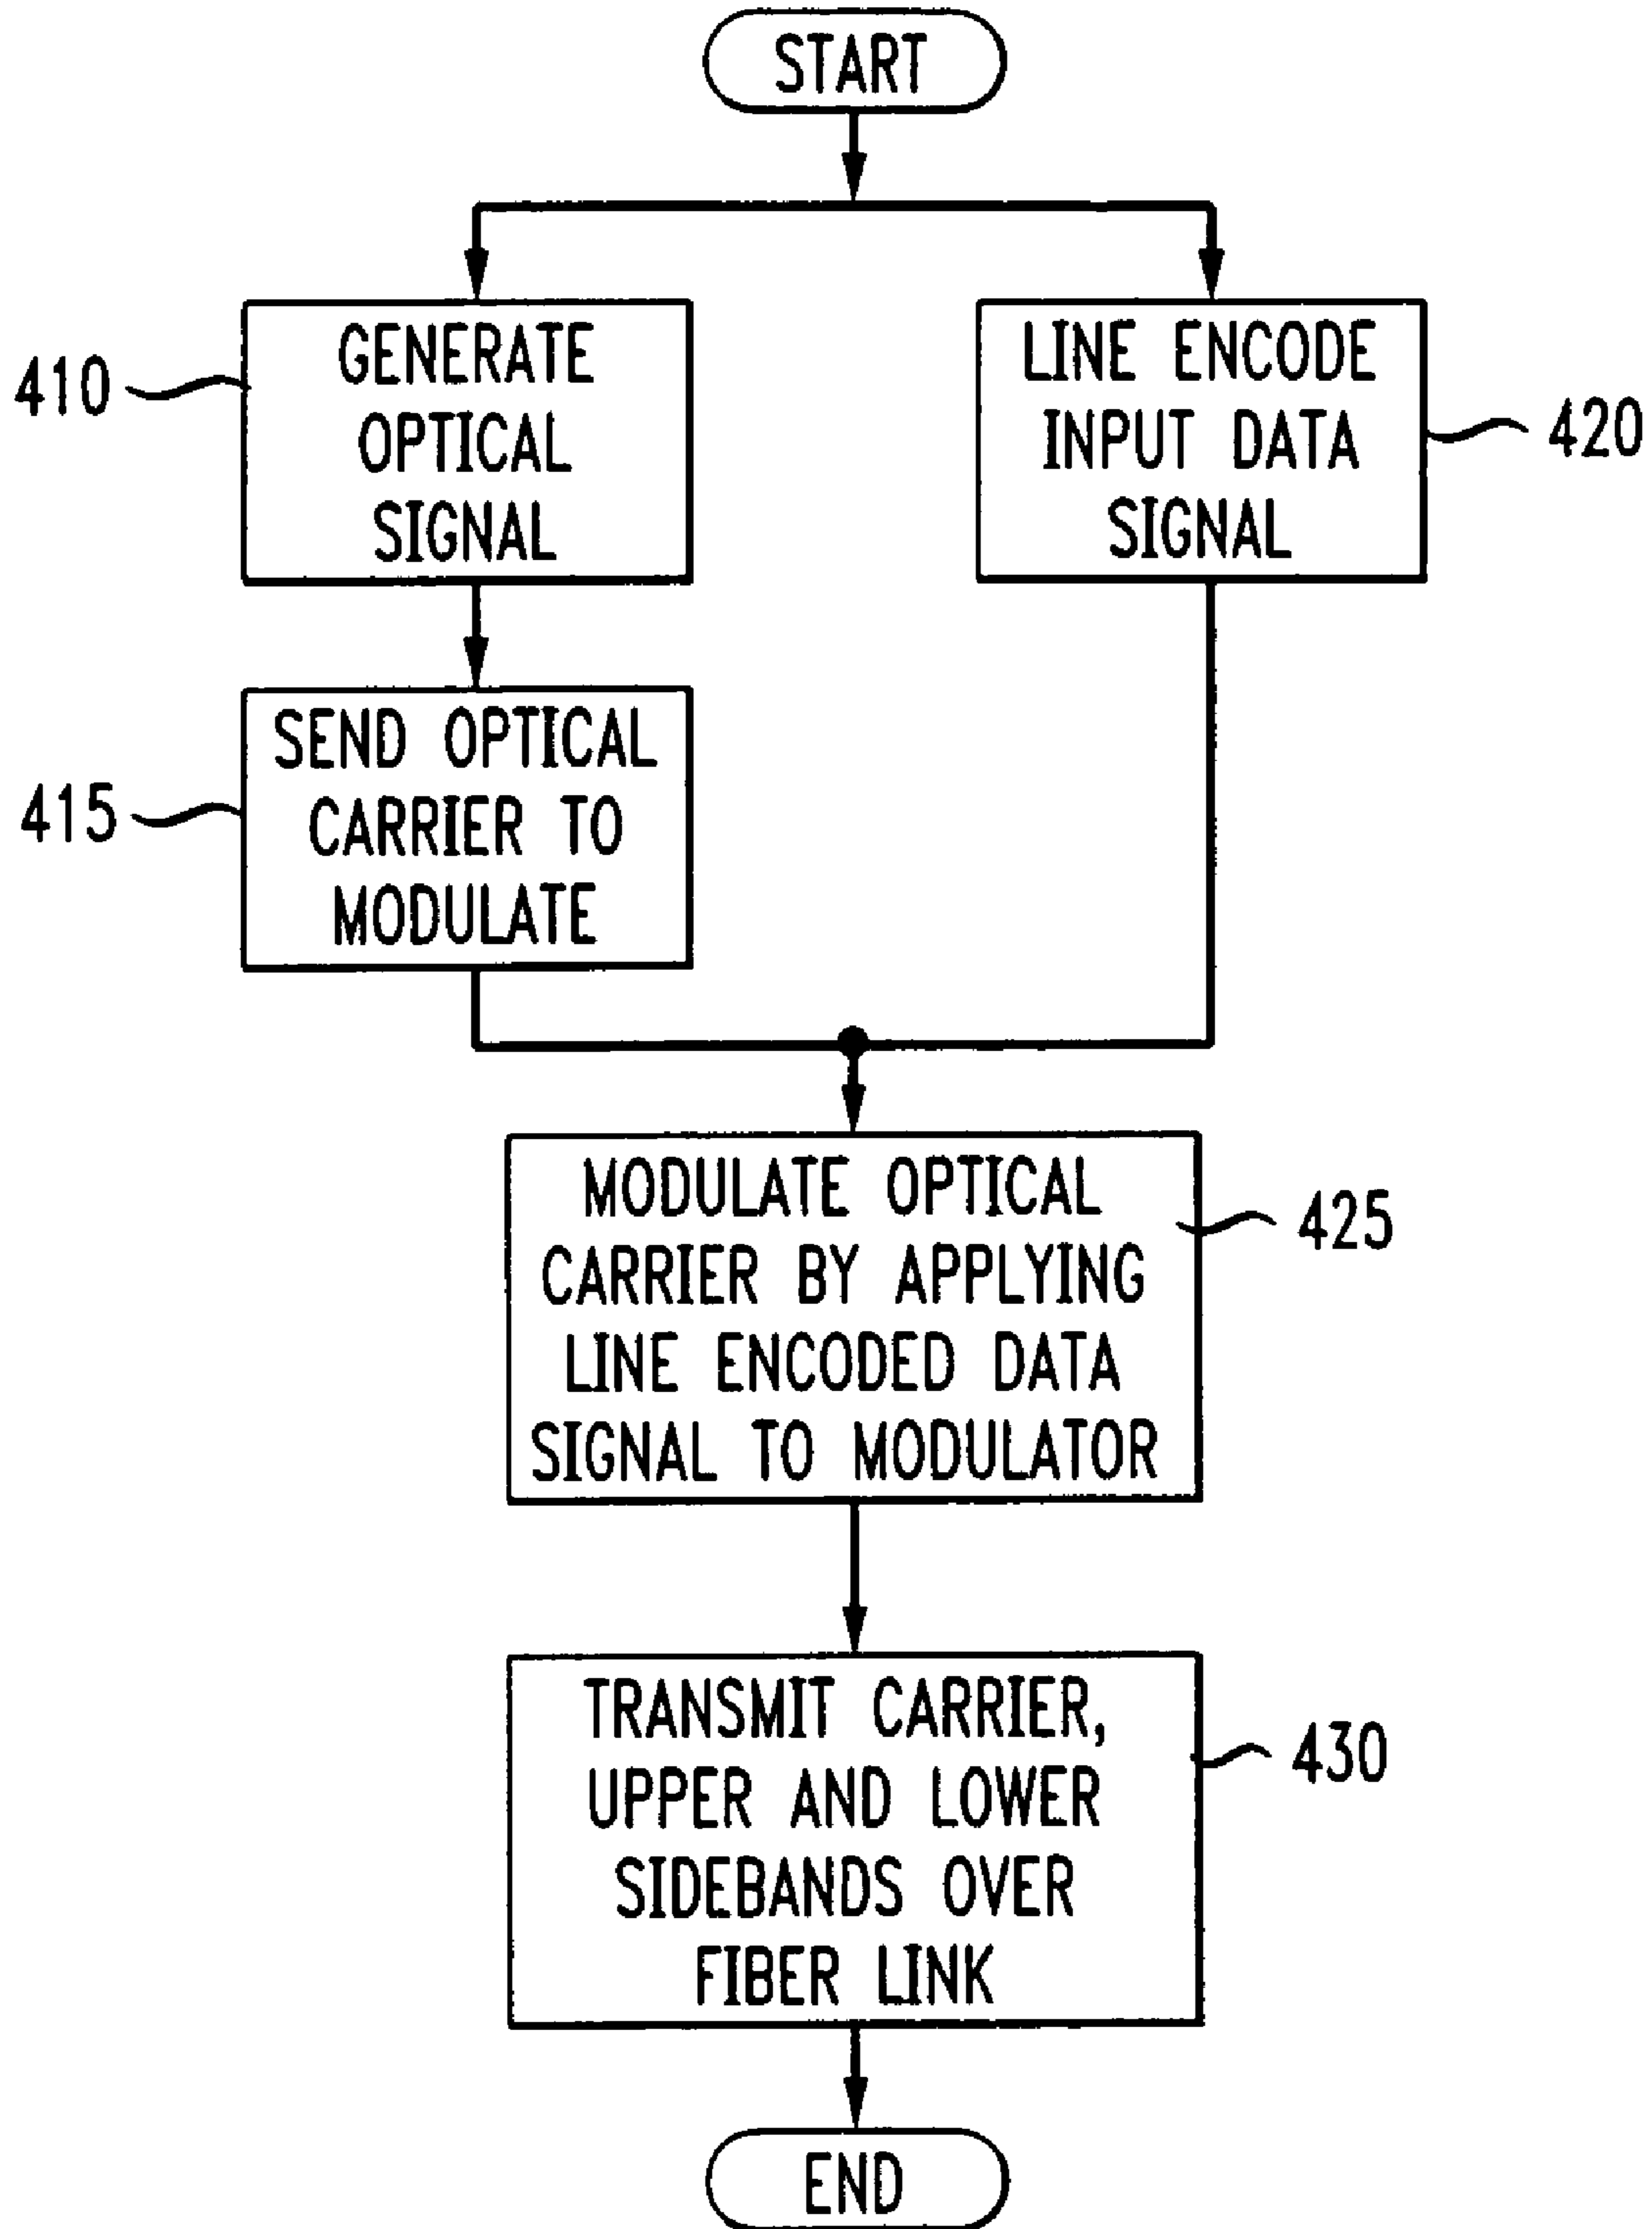 START
410
GENERATE
OPTICAL
SIGNAL
LINE ENCODE
INPUT DATA
SIGNAL
420
415
SEND OPTICAL
CARRIER TO
MODULATE
MODULATE OPTICAL
CARRIER BY APPLYING
LINE ENCODED DATA
SIGNAL TO MODULATOR
425
TRANSMIT CARRIER,
UPPER AND LOWER
SIDEBANDS OVER
FIBER LINK
430
END